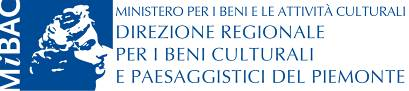 MiBAC
MINISTERO PER I BENI E LE ATTIVITÀ CULTURALI
DIREZIONE REGIONALE
PER I BENI CULTURALI
E PAESAGGISTICI DEL PIEMONTE